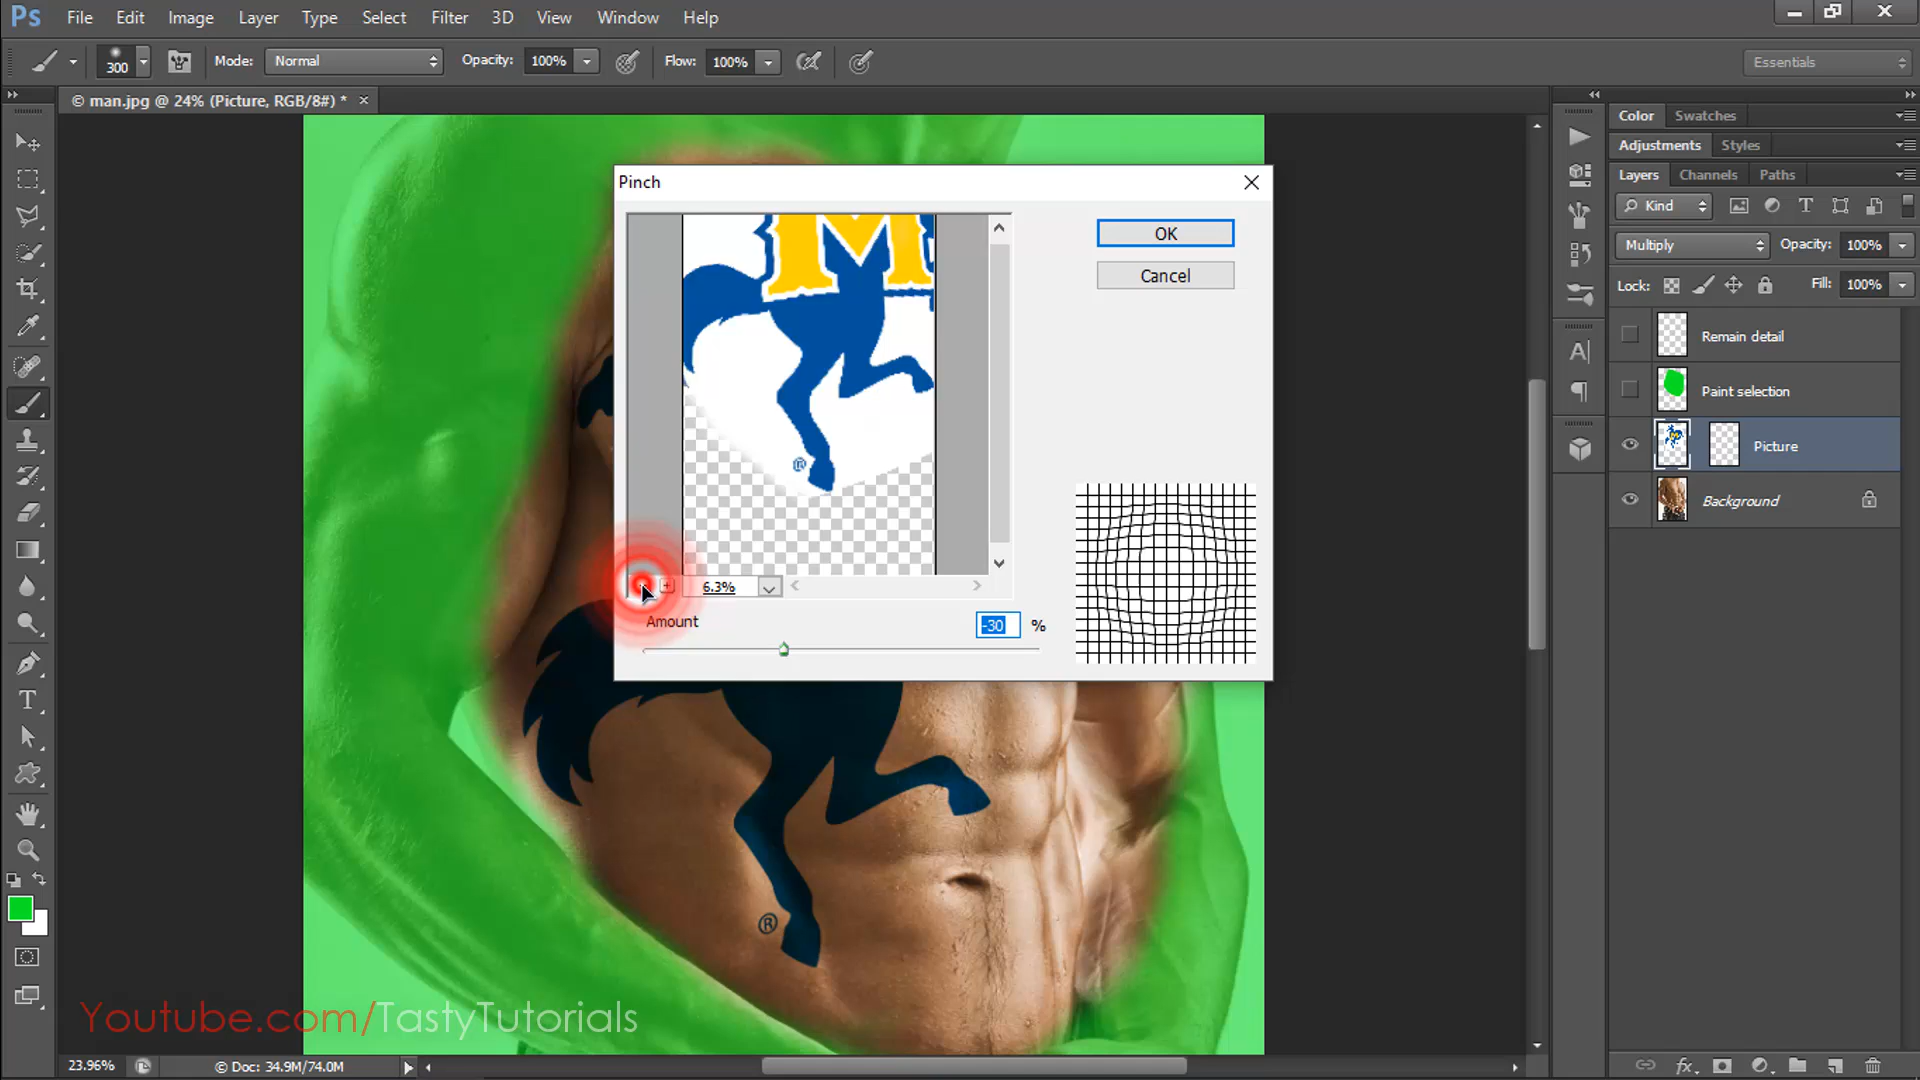 Ps File Edit Image Layer Type Select Filter 3D View Window Help
300 Mode: Normal Opacity: 100% Flow: 100% Essentials
© man.jpg @ 24% (Picture, RGB/8#) * ×
Color Swatches
Adjustments Styles
Layers Channels Paths
Kind
Multiply Opacity: 100%
Lock: Fill: 100%
Remain detail
Paint selection
Picture
Background
Pinch
OK
Cancel
M
®
6.3%
Amount -30 %
®
Youtube.com/TastyTutorials
23.96% © Doc: 34.9M/74.0M